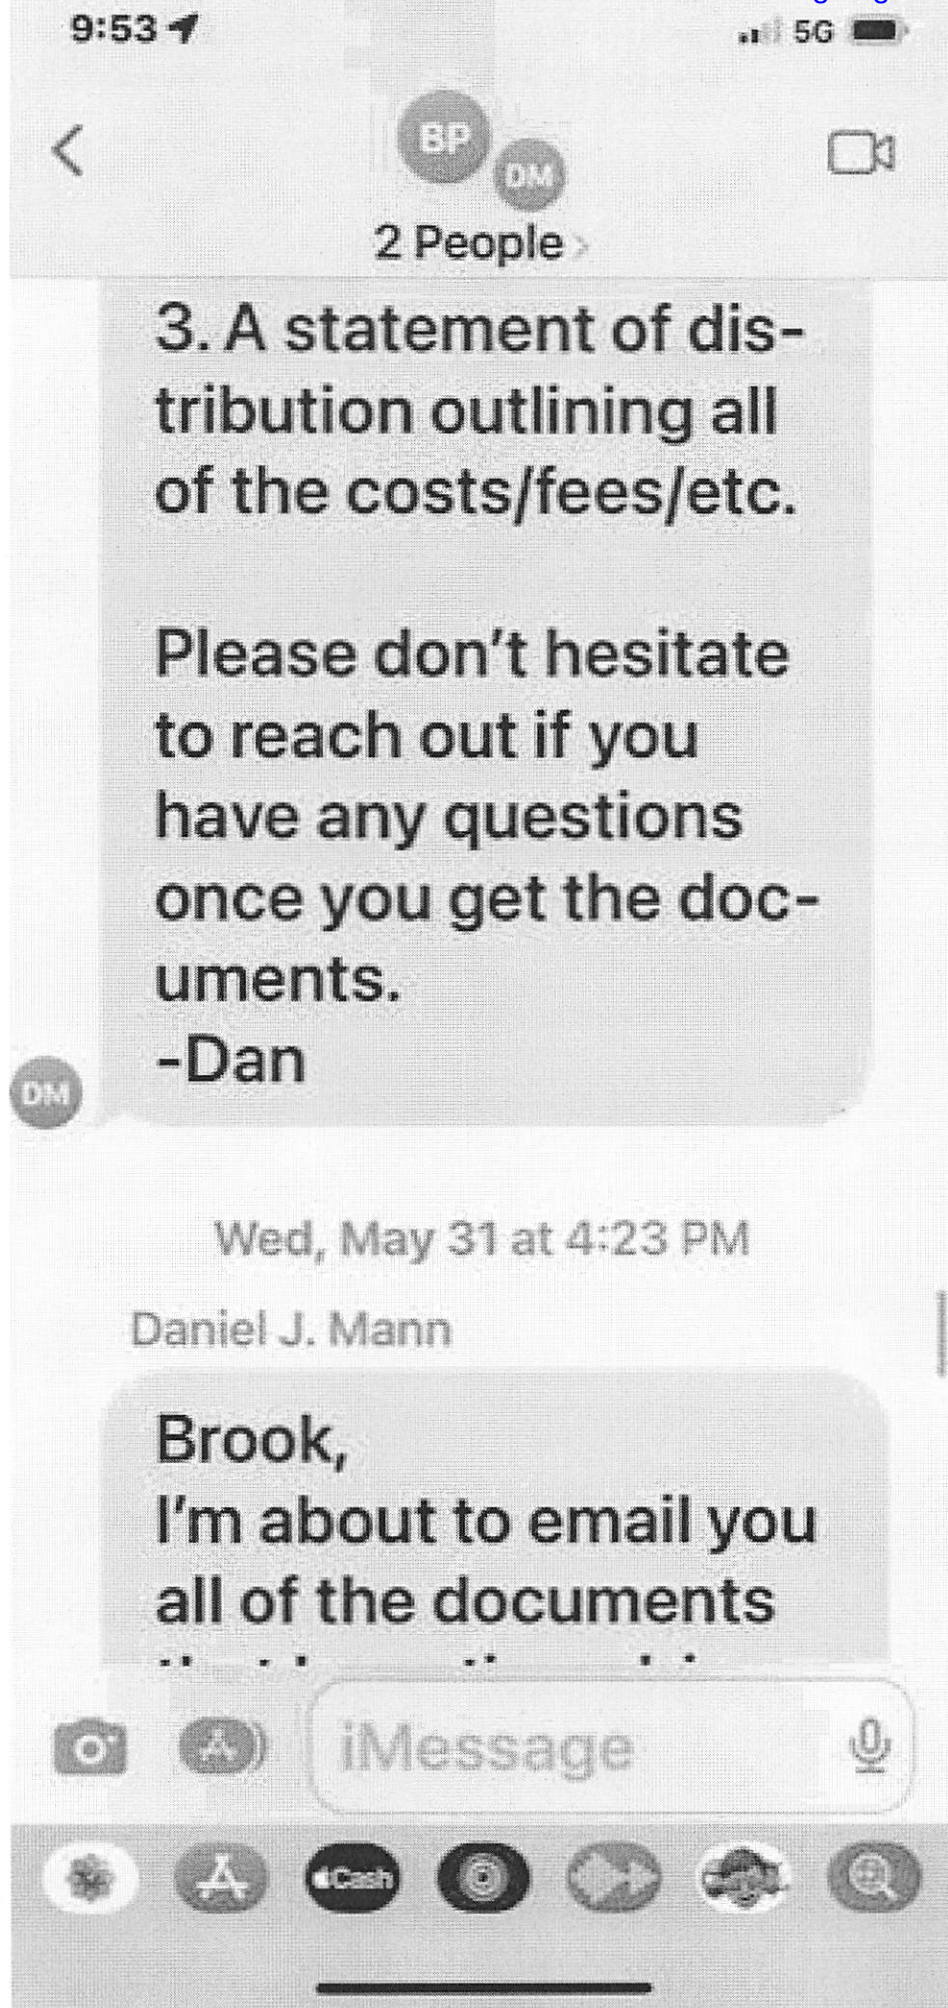 9:53
5G
BP
DM
2 People
3. A statement of dis-
tribution outlining all
of the costs/fees/etc.
Please don't hesitate
to reach out if you
have any questions
once you get the doc-
uments.
-Dan
DM
Wed, May 31 at 4:23 PM
Daniel J. Mann
Brook,
I'm about to email you
all of the documents
iMessage
Cash